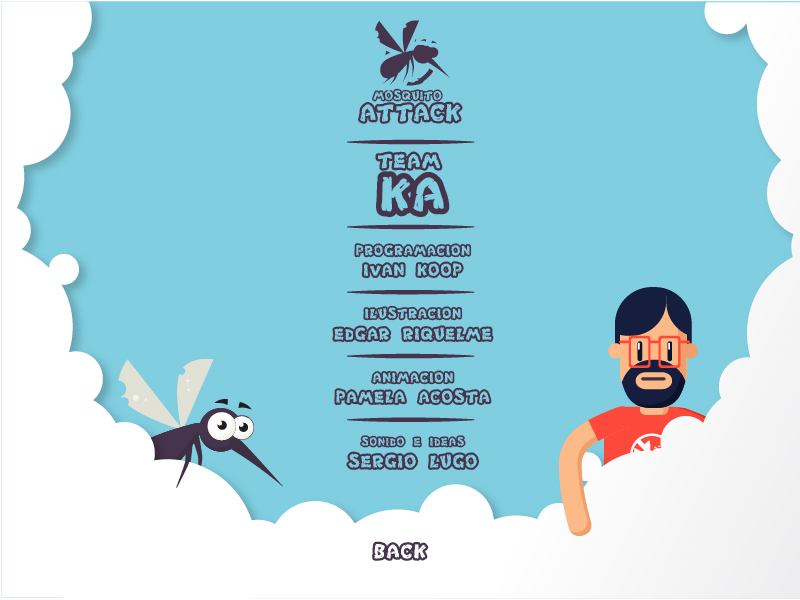 MOSQUITO
ATTACK
TEAM
KA
PROGRAMACION
IVAN KOOP
ILUSTRACION
EDGAR RIQUELME
ANIMACION
PAMELA ACOSTA
SONIDO E IDEAS
SERGIO LUGO
BACK